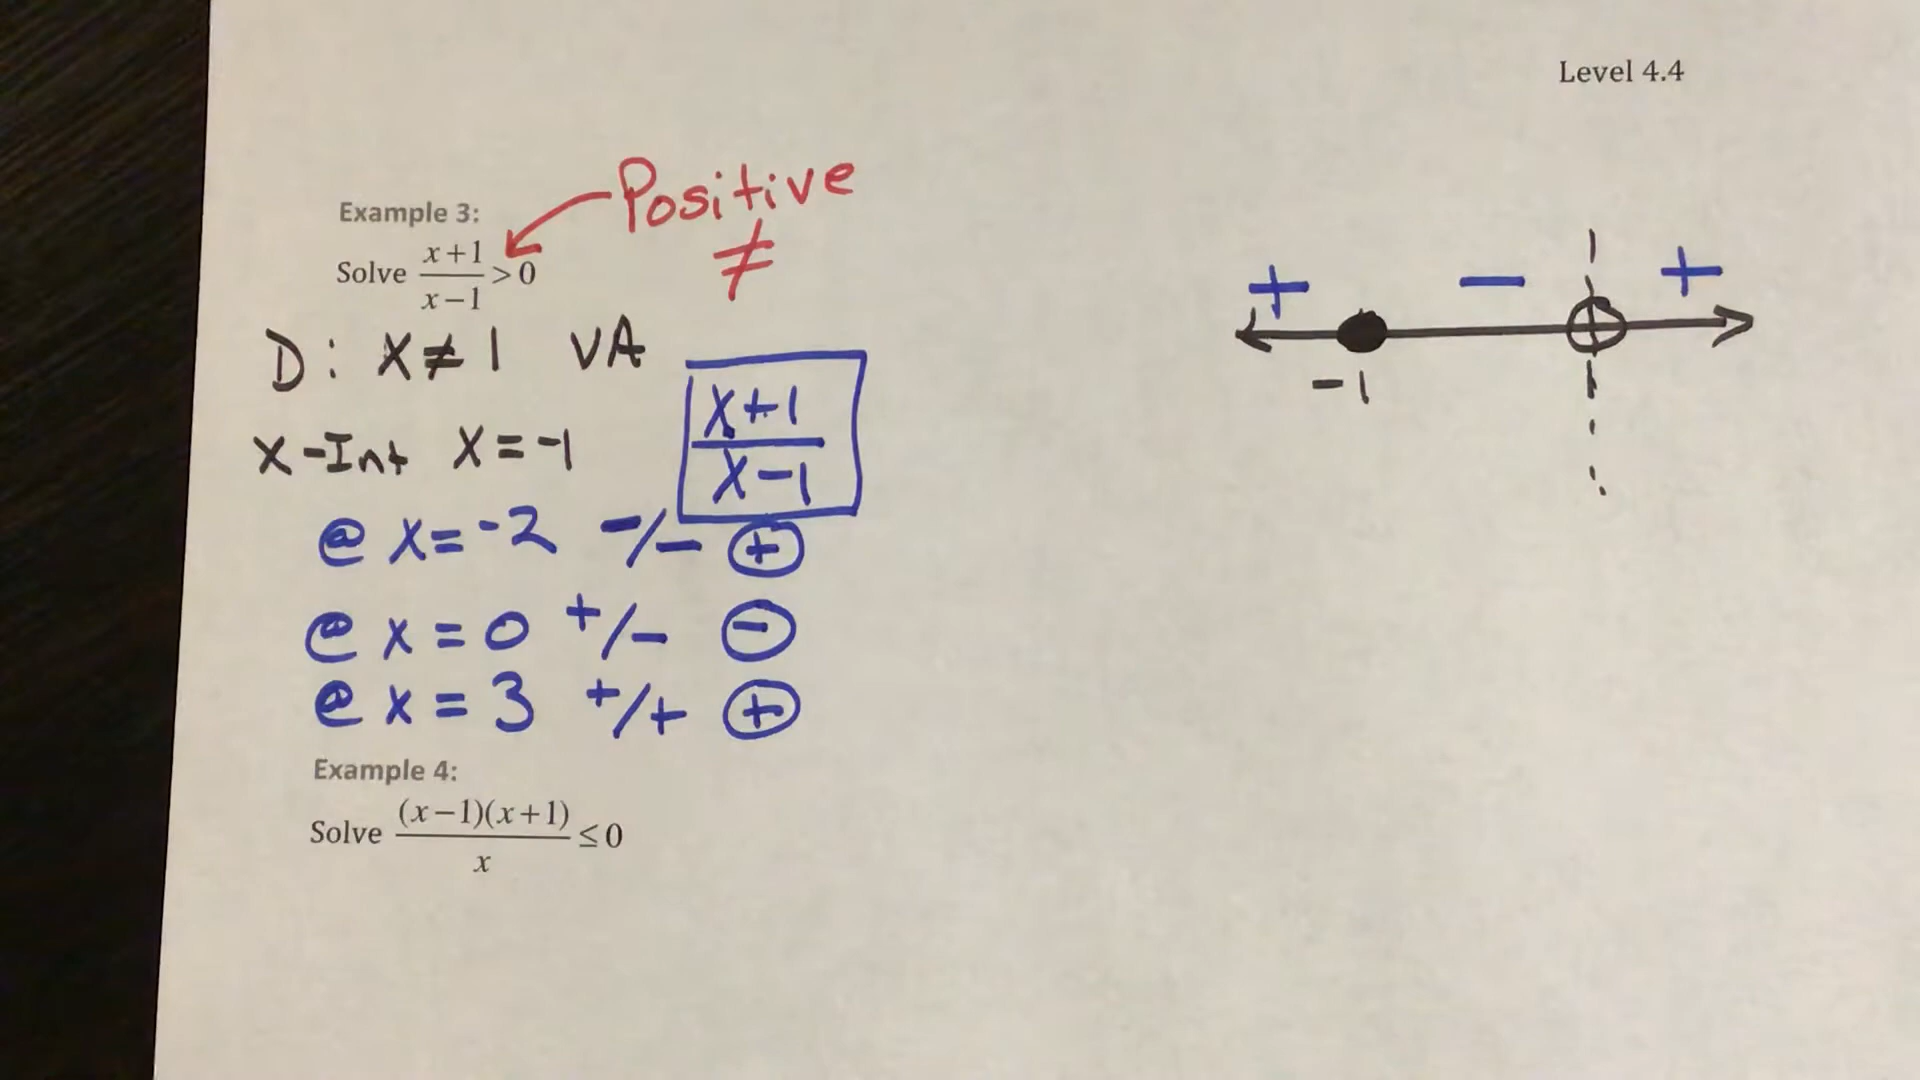 Level 4.4
Example 3:
Positive
≠
Solve (x+1)/(x−1) > 0
D: X ≠ 1 VA
X-Int X = -1
X+1
X-1
@ X = -2 -/- +
@ X = 0 +/- -
@ X = 3 +/+ +
+ - +
-1
Example 4:
Solve (x−1)(x+1)/x ≤ 0